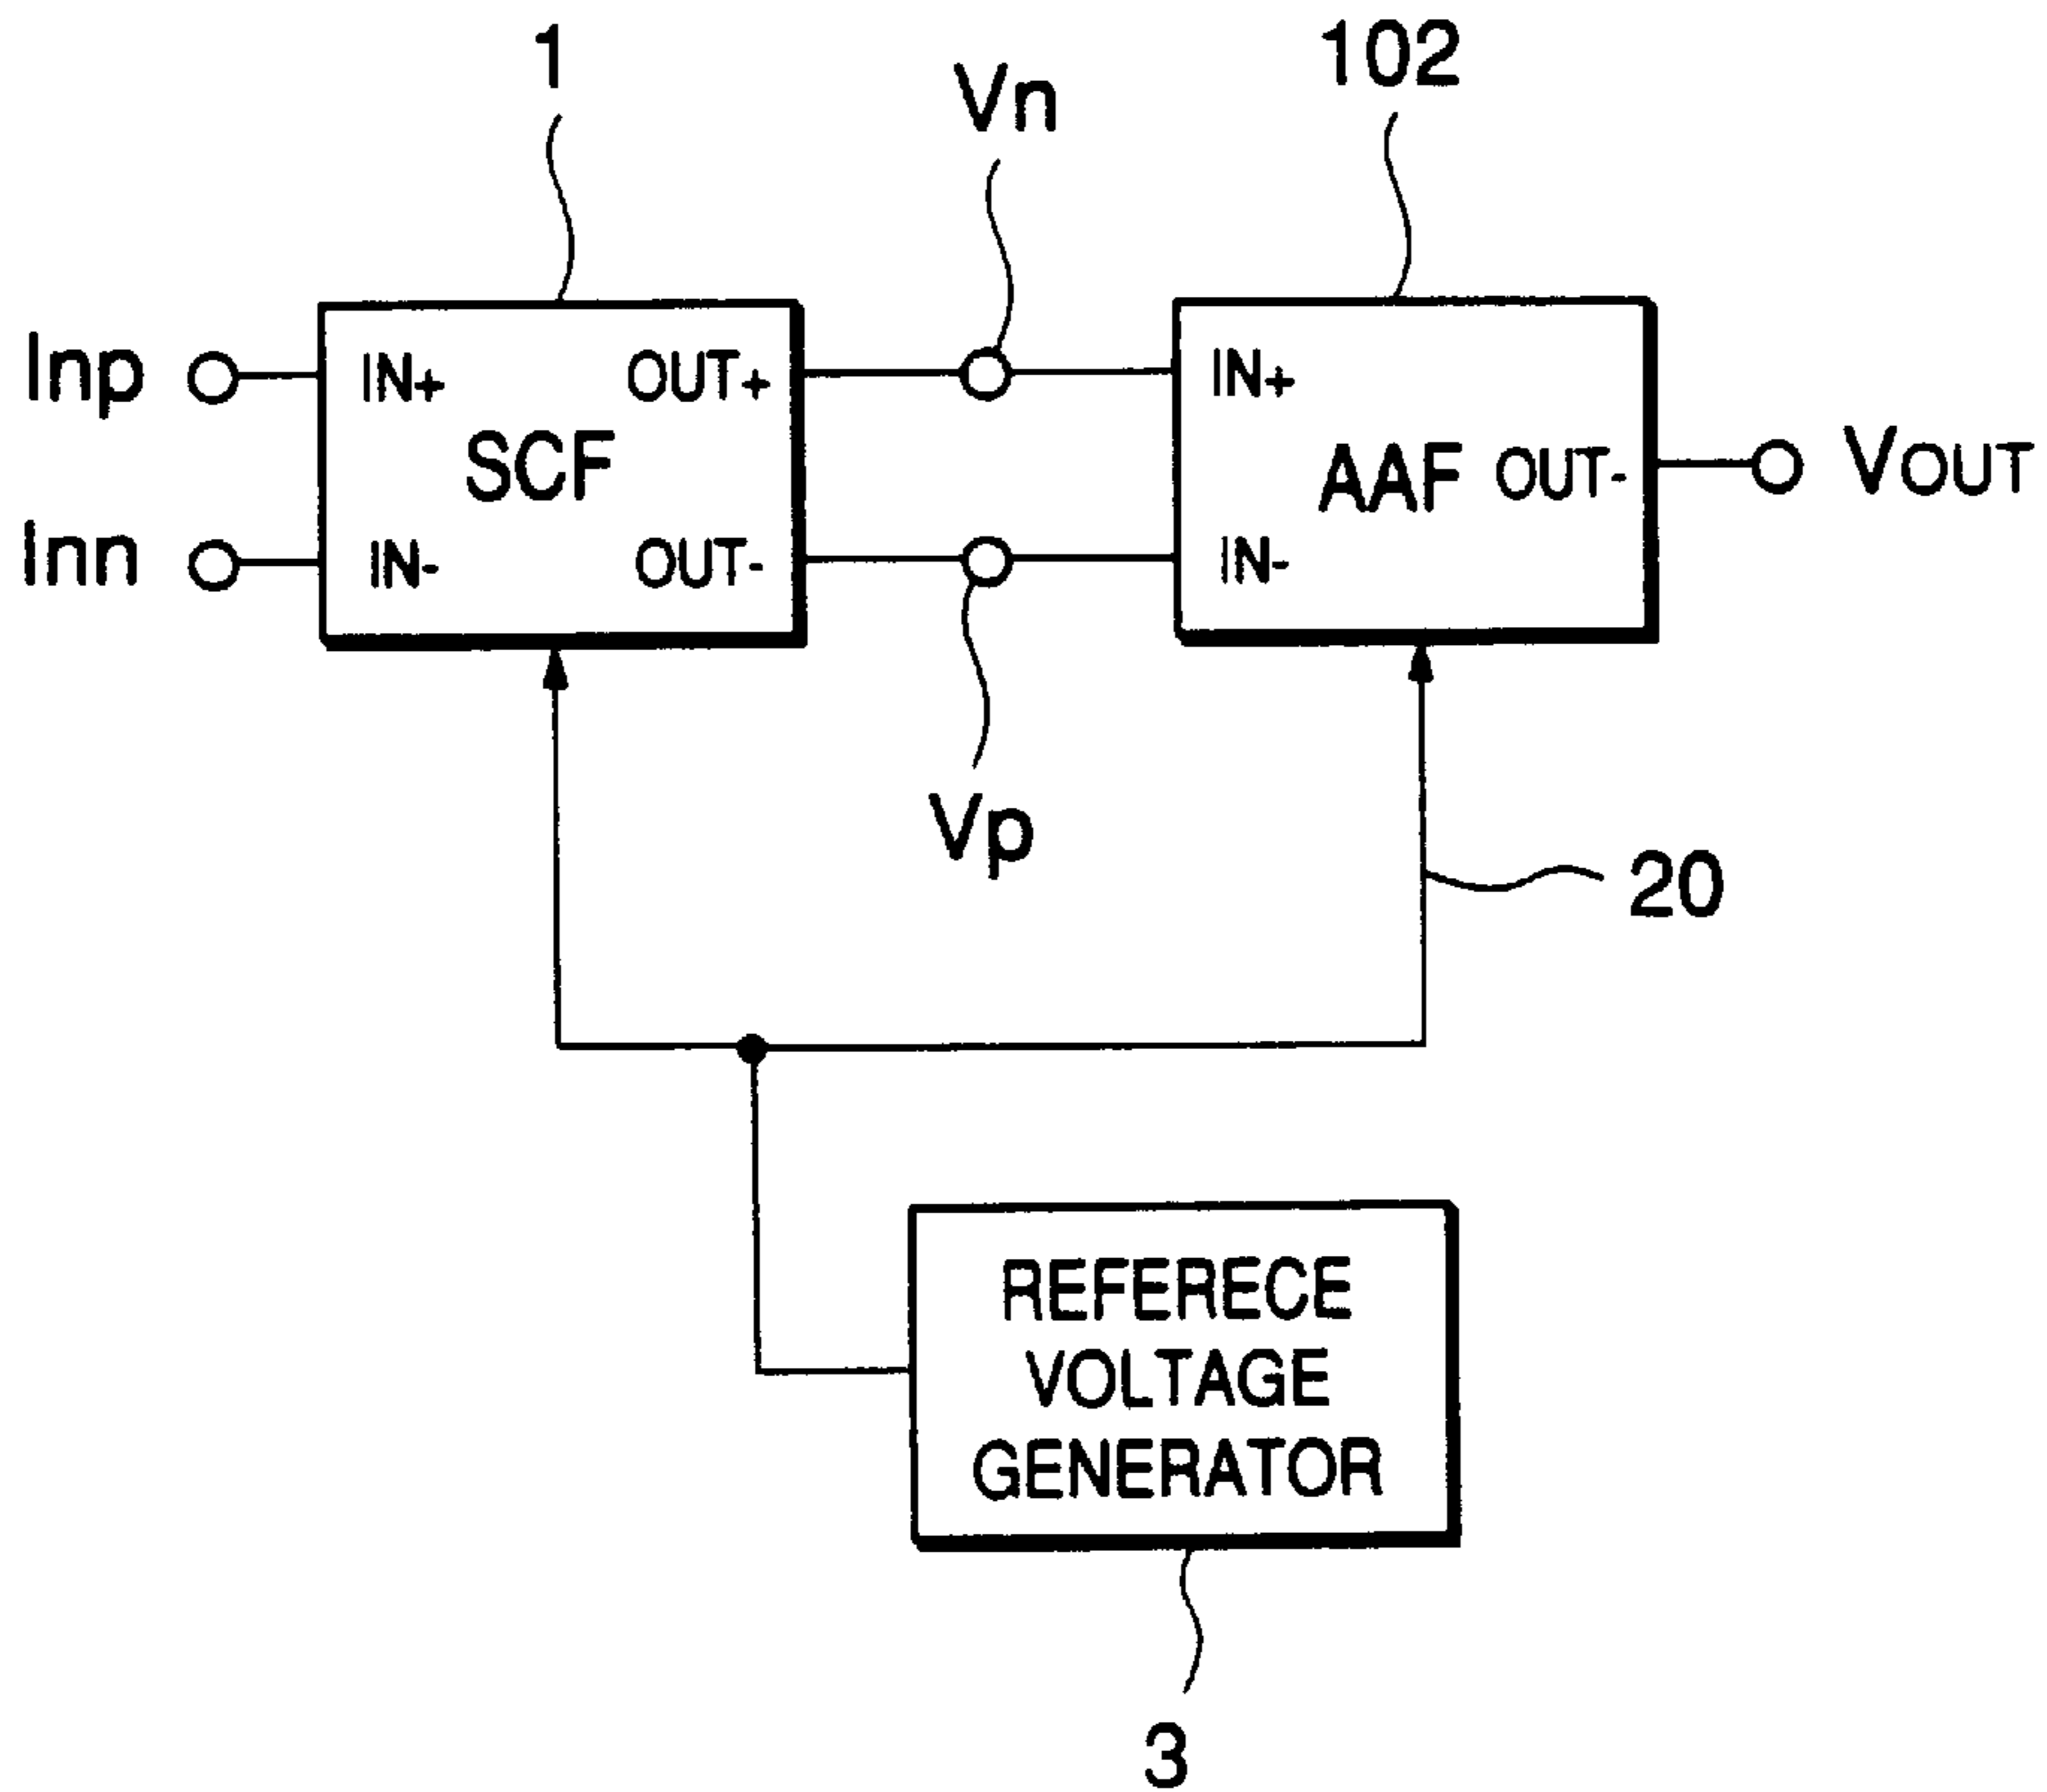 1
102
Vn
Inp
IN+
OUT+
IN+
SCF
AAF
OUT-
VOUT
Inn
IN-
OUT-
IN-
Vp
20
REFERECE
VOLTAGE
GENERATOR
3